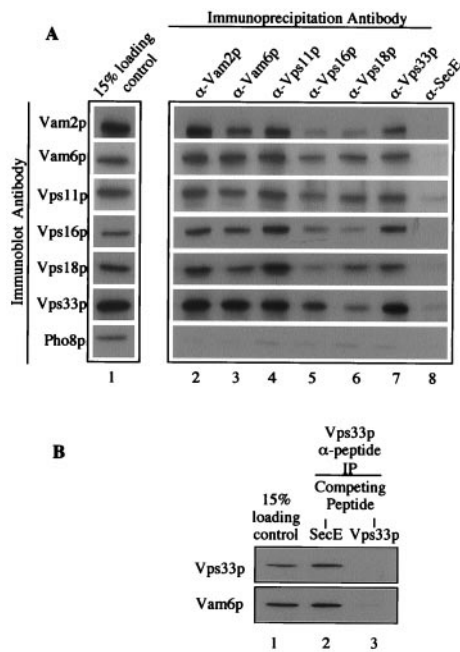 Immunoprecipitation Antibody
A
15% loading control
α-Vam2p
α-Vam6p
α-Vps11p
α-Vps16p
α-Vps18p
α-Vps33p
α-SecE
Immunoblot Antibody
Vam2p
Vam6p
Vps11p
Vps16p
Vps18p
Vps33p
Pho8p
1 2 3 4 5 6 7 8
B
Vps33p
α-peptide
IP
Competing
Peptide
15%
loading
control
SecE
Vps33p
Vps33p
Vam6p
1 2 3